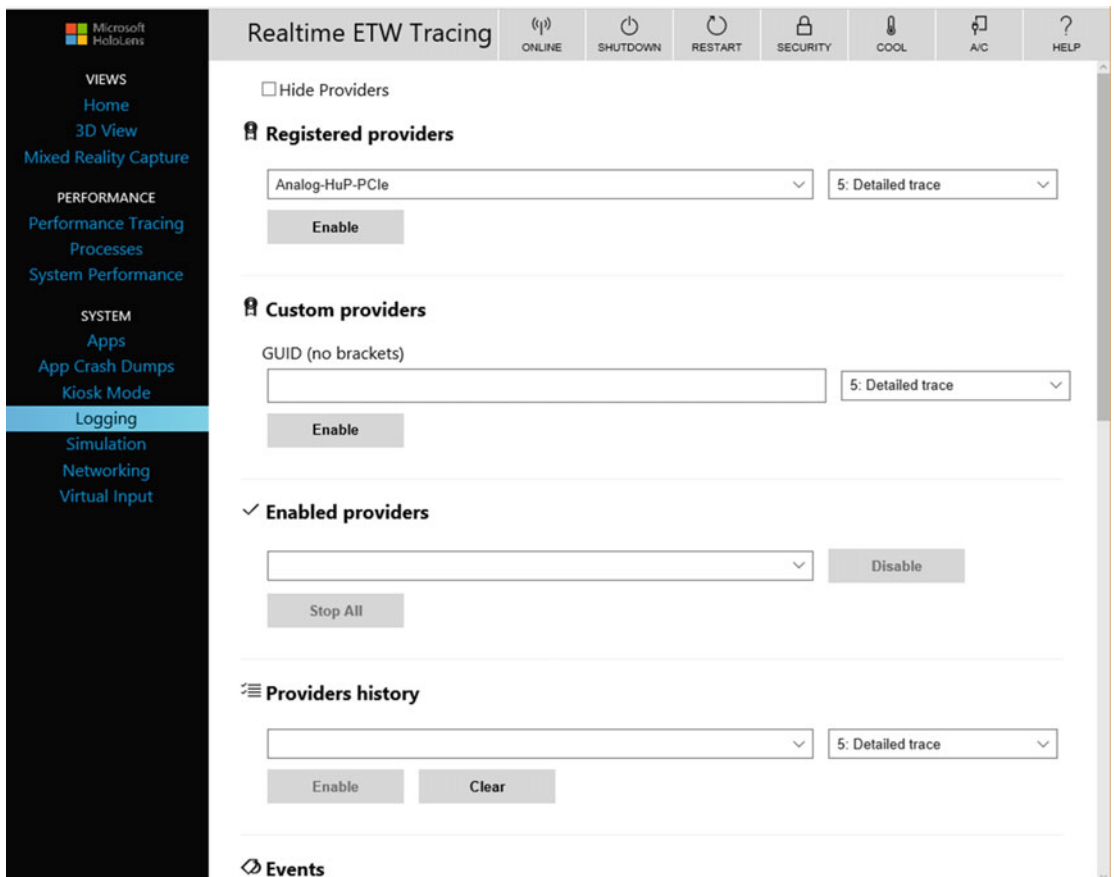 Microsoft
HoloLens
VIEWS
Home
3D View
Mixed Reality Capture
PERFORMANCE
Performance Tracing
Processes
System Performance
SYSTEM
Apps
App Crash Dumps
Kiosk Mode
Logging
Simulation
Networking
Virtual Input
Realtime ETW Tracing
ONLINE
SHUTDOWN
RESTART
SECURITY
COOL
A/C
? HELP
Hide Providers
Registered providers
Analog-HuP-PCIe 5: Detailed trace
Enable
Custom providers
GUID (no brackets)
5: Detailed trace
Enable
Enabled providers
Disable
Stop All
Providers history
5: Detailed trace
Enable Clear
Events